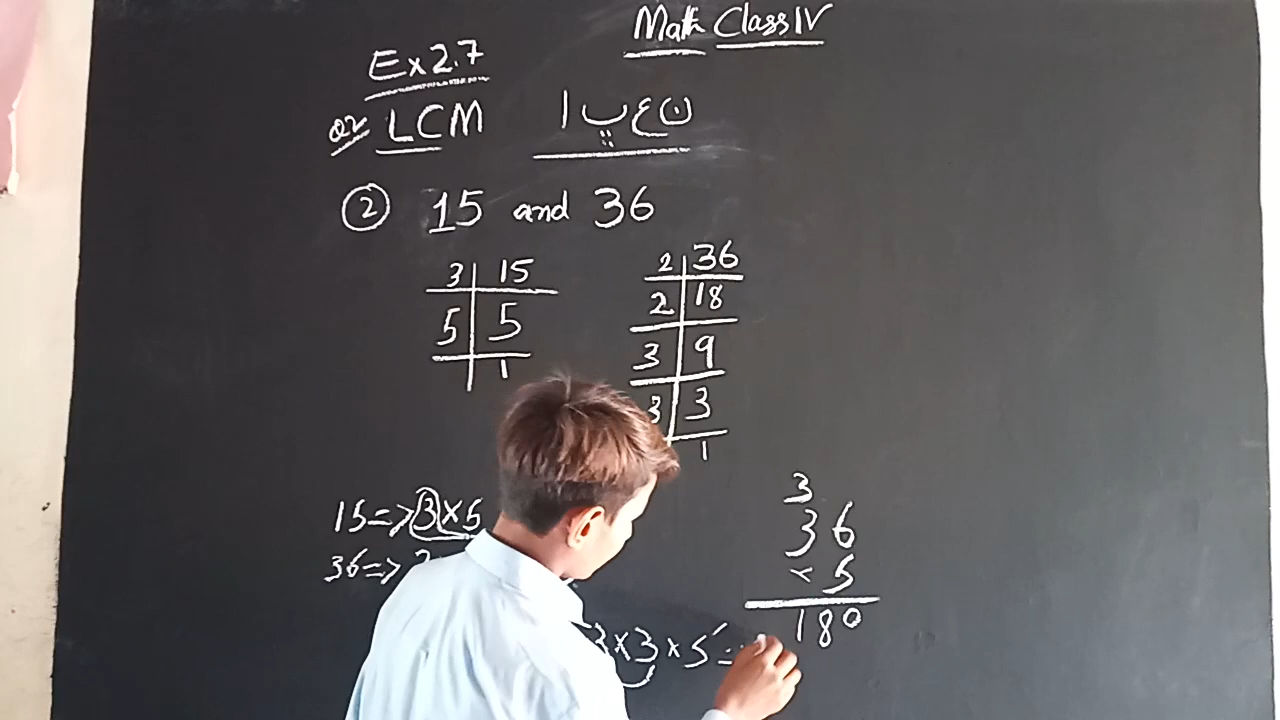 Math Class IV
Ex 2.7
or LCM ذ و ا ع ف ا ق ل
② 15 and 36
3 | 15
5 | 5
1
2 | 36
2 | 18
3 | 9
3 | 3
1
15=>3×5
36=>2
3
36
× 5
180
3×3×5=